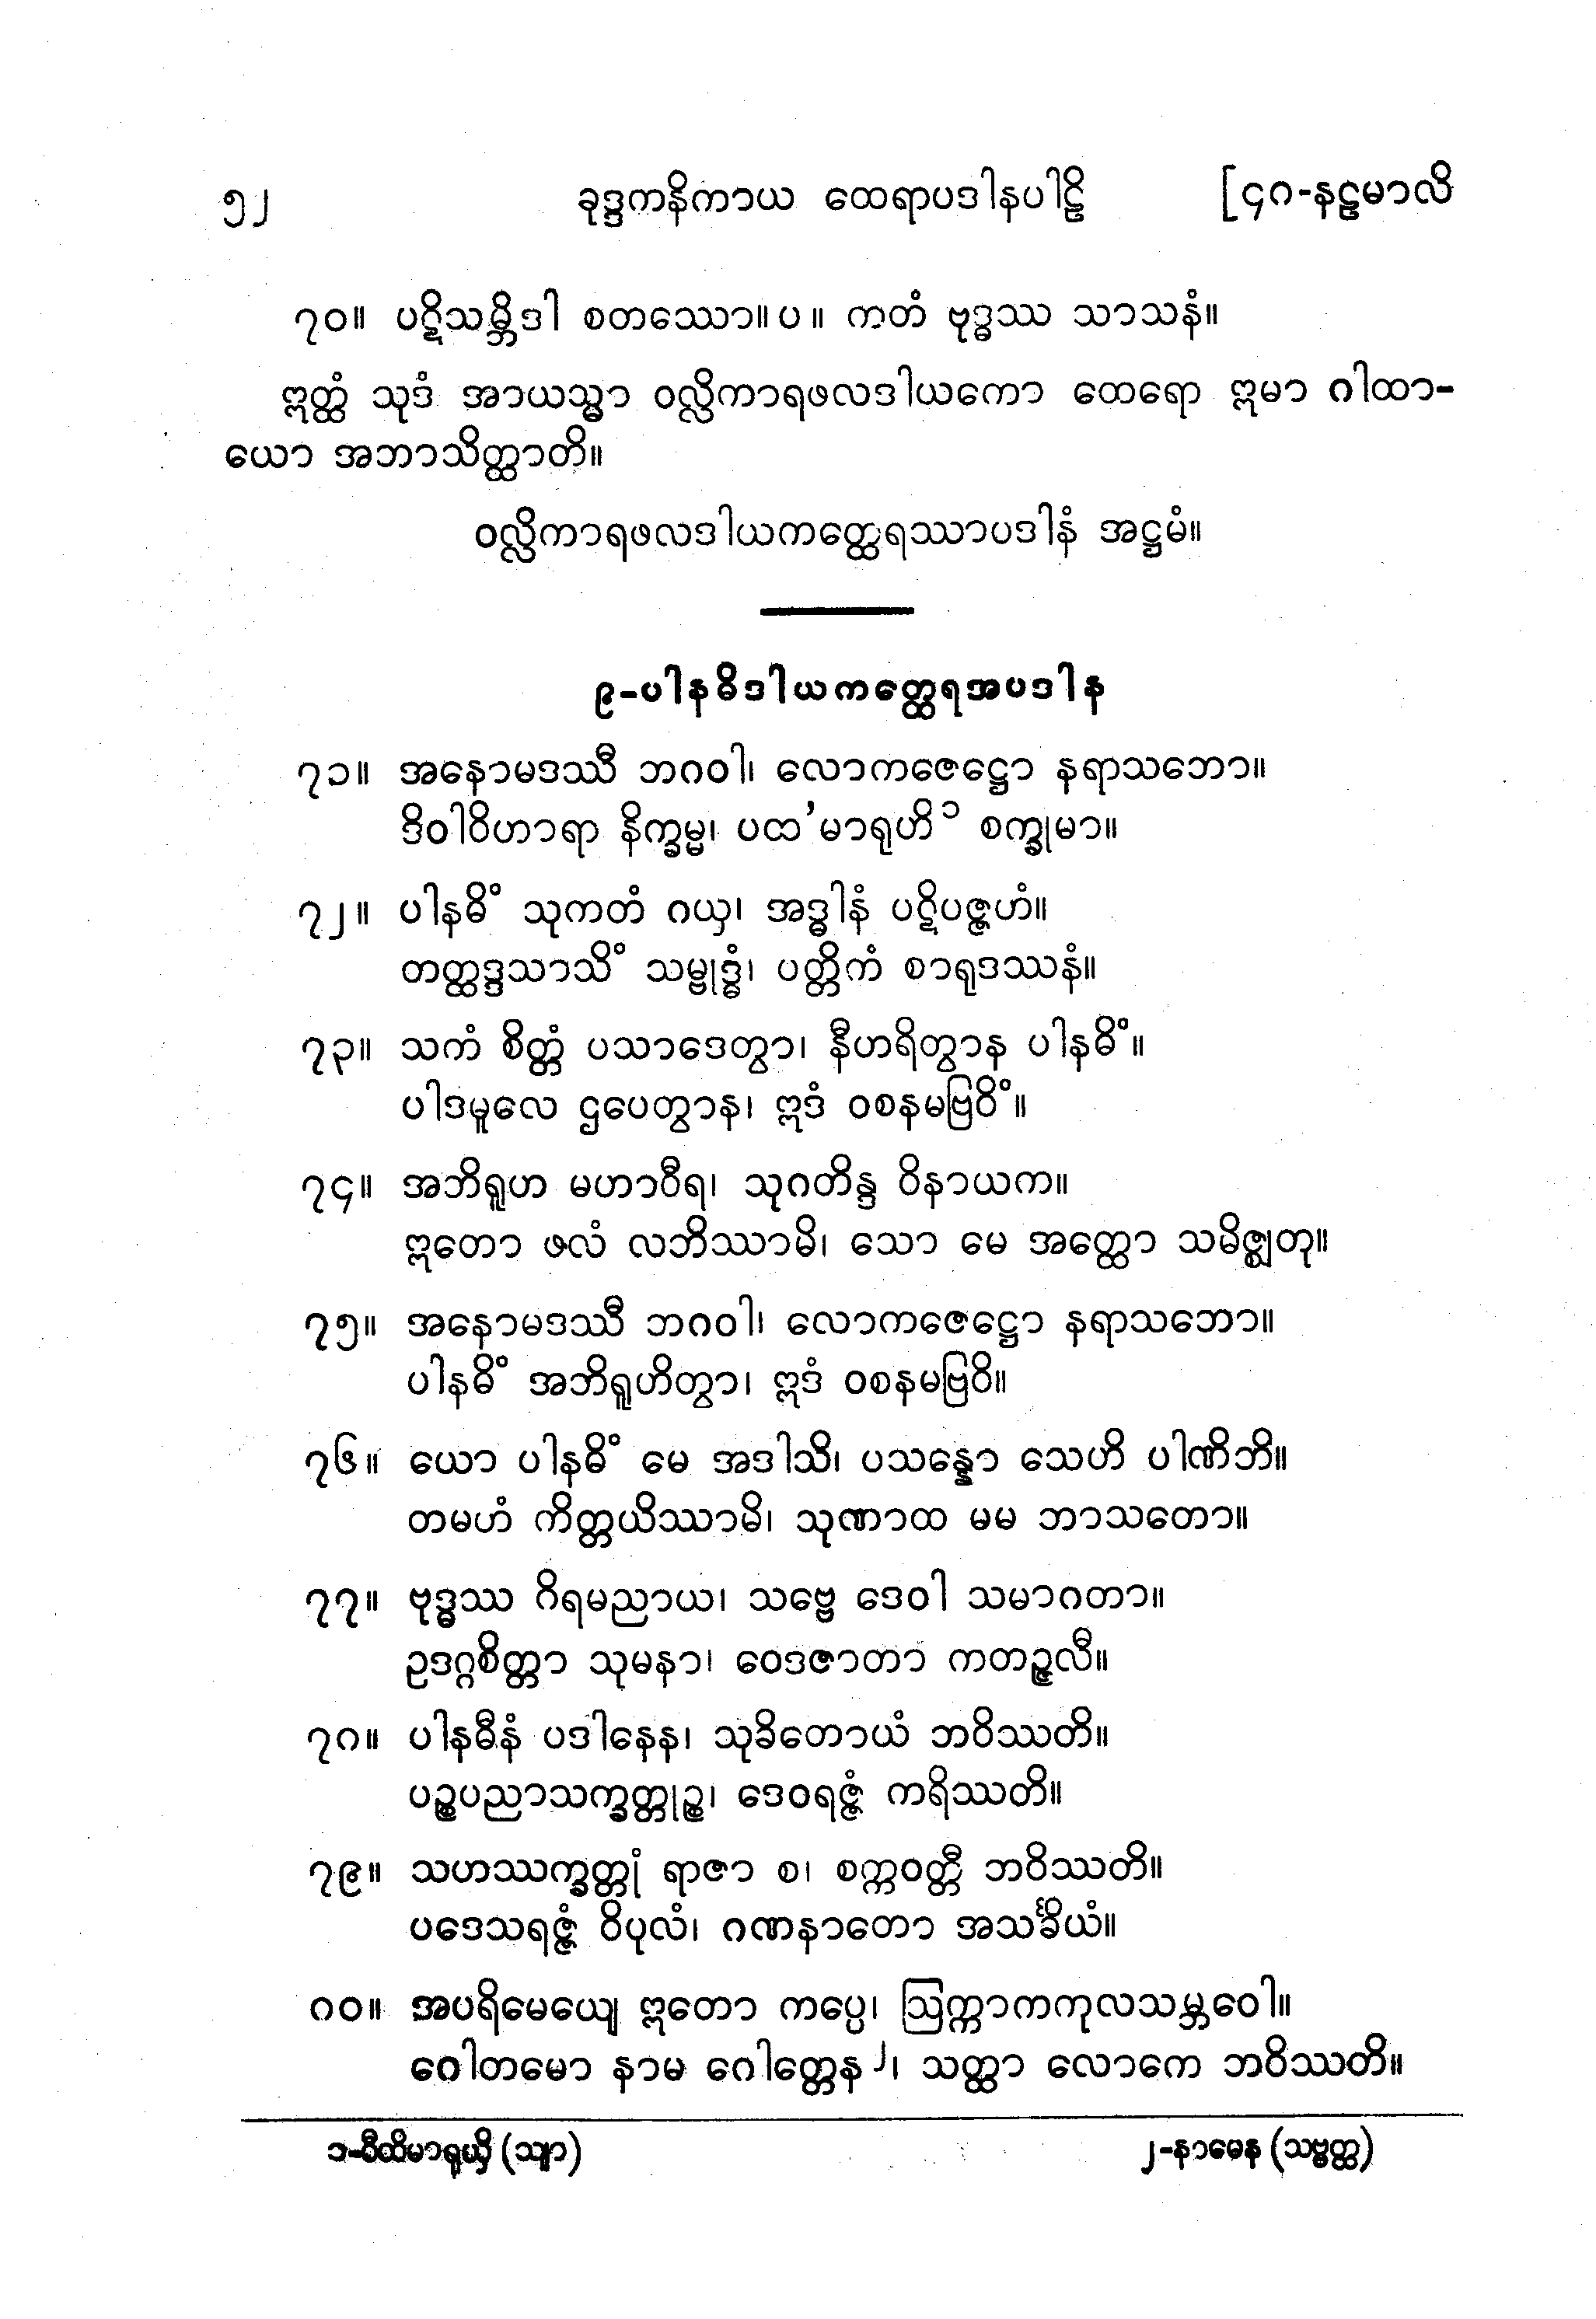 ၅၂ ခုဒ္ဒကနိကာယ ထေရာပဒါနပါဠိ [၄၈-နဠမာလိ
၇၀။ ပဋိသမ္ဘိဒါ စတဿော။ပ။ ကတံ ဗုဒ္ဓဿ သာသနံ။
ဣတ္ထံ သုဒံ အာယသ္မာ ဝလ္လိကာရဖလဒါယကော ထေရော ဣမာ ဂါထာ-
ယော အဘာသိတ္ထာတိ။
ဝလ္လိကာရဖလဒါယကတ္ထေရဿာပဒါနံ အဋ္ဌမံ။
၉-ပါနဓိဒါယကတ္ထေရအပဒါန
၇၁။ အနောမဒဿီ ဘဂဝါ၊ လောကဇေဋ္ဌော နရာသဘော။
ဒိဝါဝိဟာရာ နိက္ခမ္မ၊ ပထ’မာရုဟိ ၁ စက္ခုမာ။
၇၂။ ပါနဓိံ သုကတံ ဂယှ၊ အဒ္ဓါနံ ပဋိပဇ္ဇဟံ။
တတ္ထဒ္ဒသာသိံ သမ္ဗုဒ္ဓံ၊ ပတ္တိကံ စာရုဒဿနံ။
၇၃။ သကံ စိတ္တံ ပသာဒေတွာ၊ နီဟရိတွာန ပါနဓိံ။
ပါဒမူလေ ဌပေတွာန၊ ဣဒံ ဝစနမဗြဝိံ။
၇၄။ အဘိရူဟ မဟာဝီရ၊ သုဂတိန္ဒ ဝိနာယက။
ဣတော ဖလံ လဘိဿာမိ၊ သော မေ အတ္ထော သမိဇ္ဈတု။
၇၅။ အနောမဒဿီ ဘဂဝါ၊ လောကဇေဋ္ဌော နရာသဘော။
ပါနဓိံ အဘိရူဟိတွာ၊ ဣဒံ ဝစနမဗြဝိ။
၇၆။ ယော ပါနဓိံ မေ အဒါသိ၊ ပသန္နော သေဟိ ပါဏိဘိ။
တမဟံ ကိတ္တယိဿာမိ၊ သုဏာထ မမ ဘာသတော။
၇၇။ ဗုဒ္ဓဿ ဂိရမညာယ၊ သဗ္ဗေ ဒေဝါ သမာဂတာ။
ဥဒဂ္ဂစိတ္တာ သုမနာ၊ ဝေဒဇာတာ ကတဉ္ဇလီ။
၇၈။ ပါနဓီနံ ပဒါနေန၊ သုခိတောယံ ဘဝိဿတိ။
ပဉ္စပညာသက္ခတ္တုဉ္စ၊ ဒေဝရဇ္ဇံ ကရိဿတိ။
၇၉။ သဟဿက္ခတ္တုံ ရာဇာ စ၊ စက္ကဝတ္တီ ဘဝိဿတိ။
ပဒေသရဇ္ဇံ ဝိပုလံ၊ ဂဏနာတော အသင်္ခိယံ။
၈၀။ အပရိမေယျေ ဣတော ကပ္ပေ၊ ဩက္ကာကကုလသမ္ဘဝေါ။
ဂေါတမော နာမ ဂေါတ္တေန ၂၊ သတ္ထာ လောကေ ဘဝိဿတိ။
၁-ဝီထိမာရုယှိ (သျာ) ၂-နာမေန (သဗ္ဗတ္ထ)